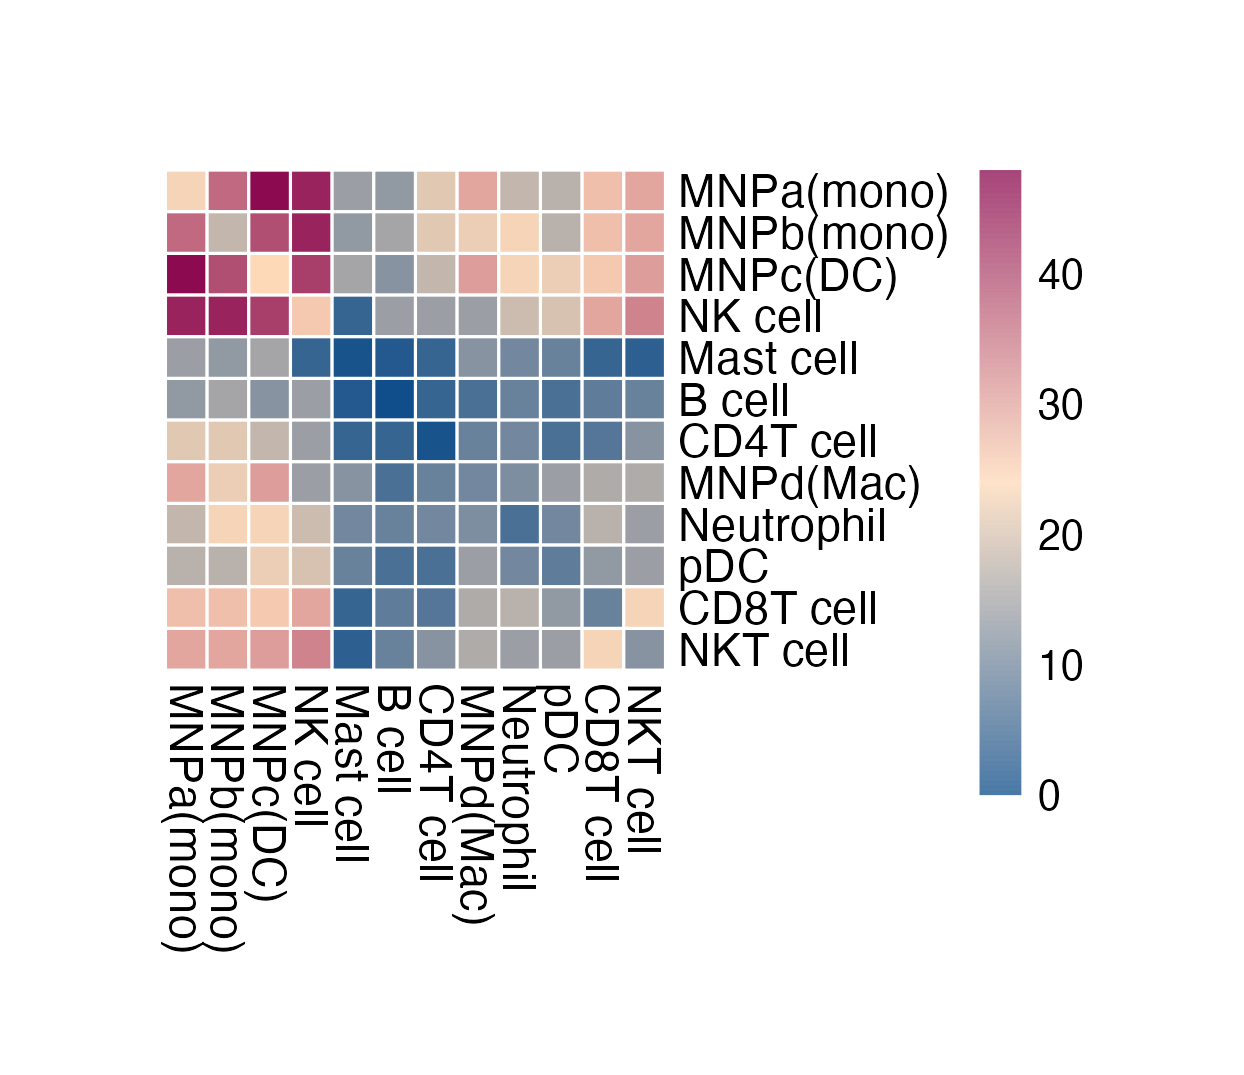 MNPa(mono)
MNPb(mono)
MNPc(DC)
NK cell
Mast cell
B cell
CD4T cell
MNPd(Mac)
Neutrophil
pDC
CD8T cell
NKT cell
40
30
20
10
0
MNPa(mono)
MNPb(mono)
MNPc(DC)
NK cell
Mast cell
B cell
CD4T cell
MNPd(Mac)
Neutrophil
pDC
CD8T cell
NKT cell